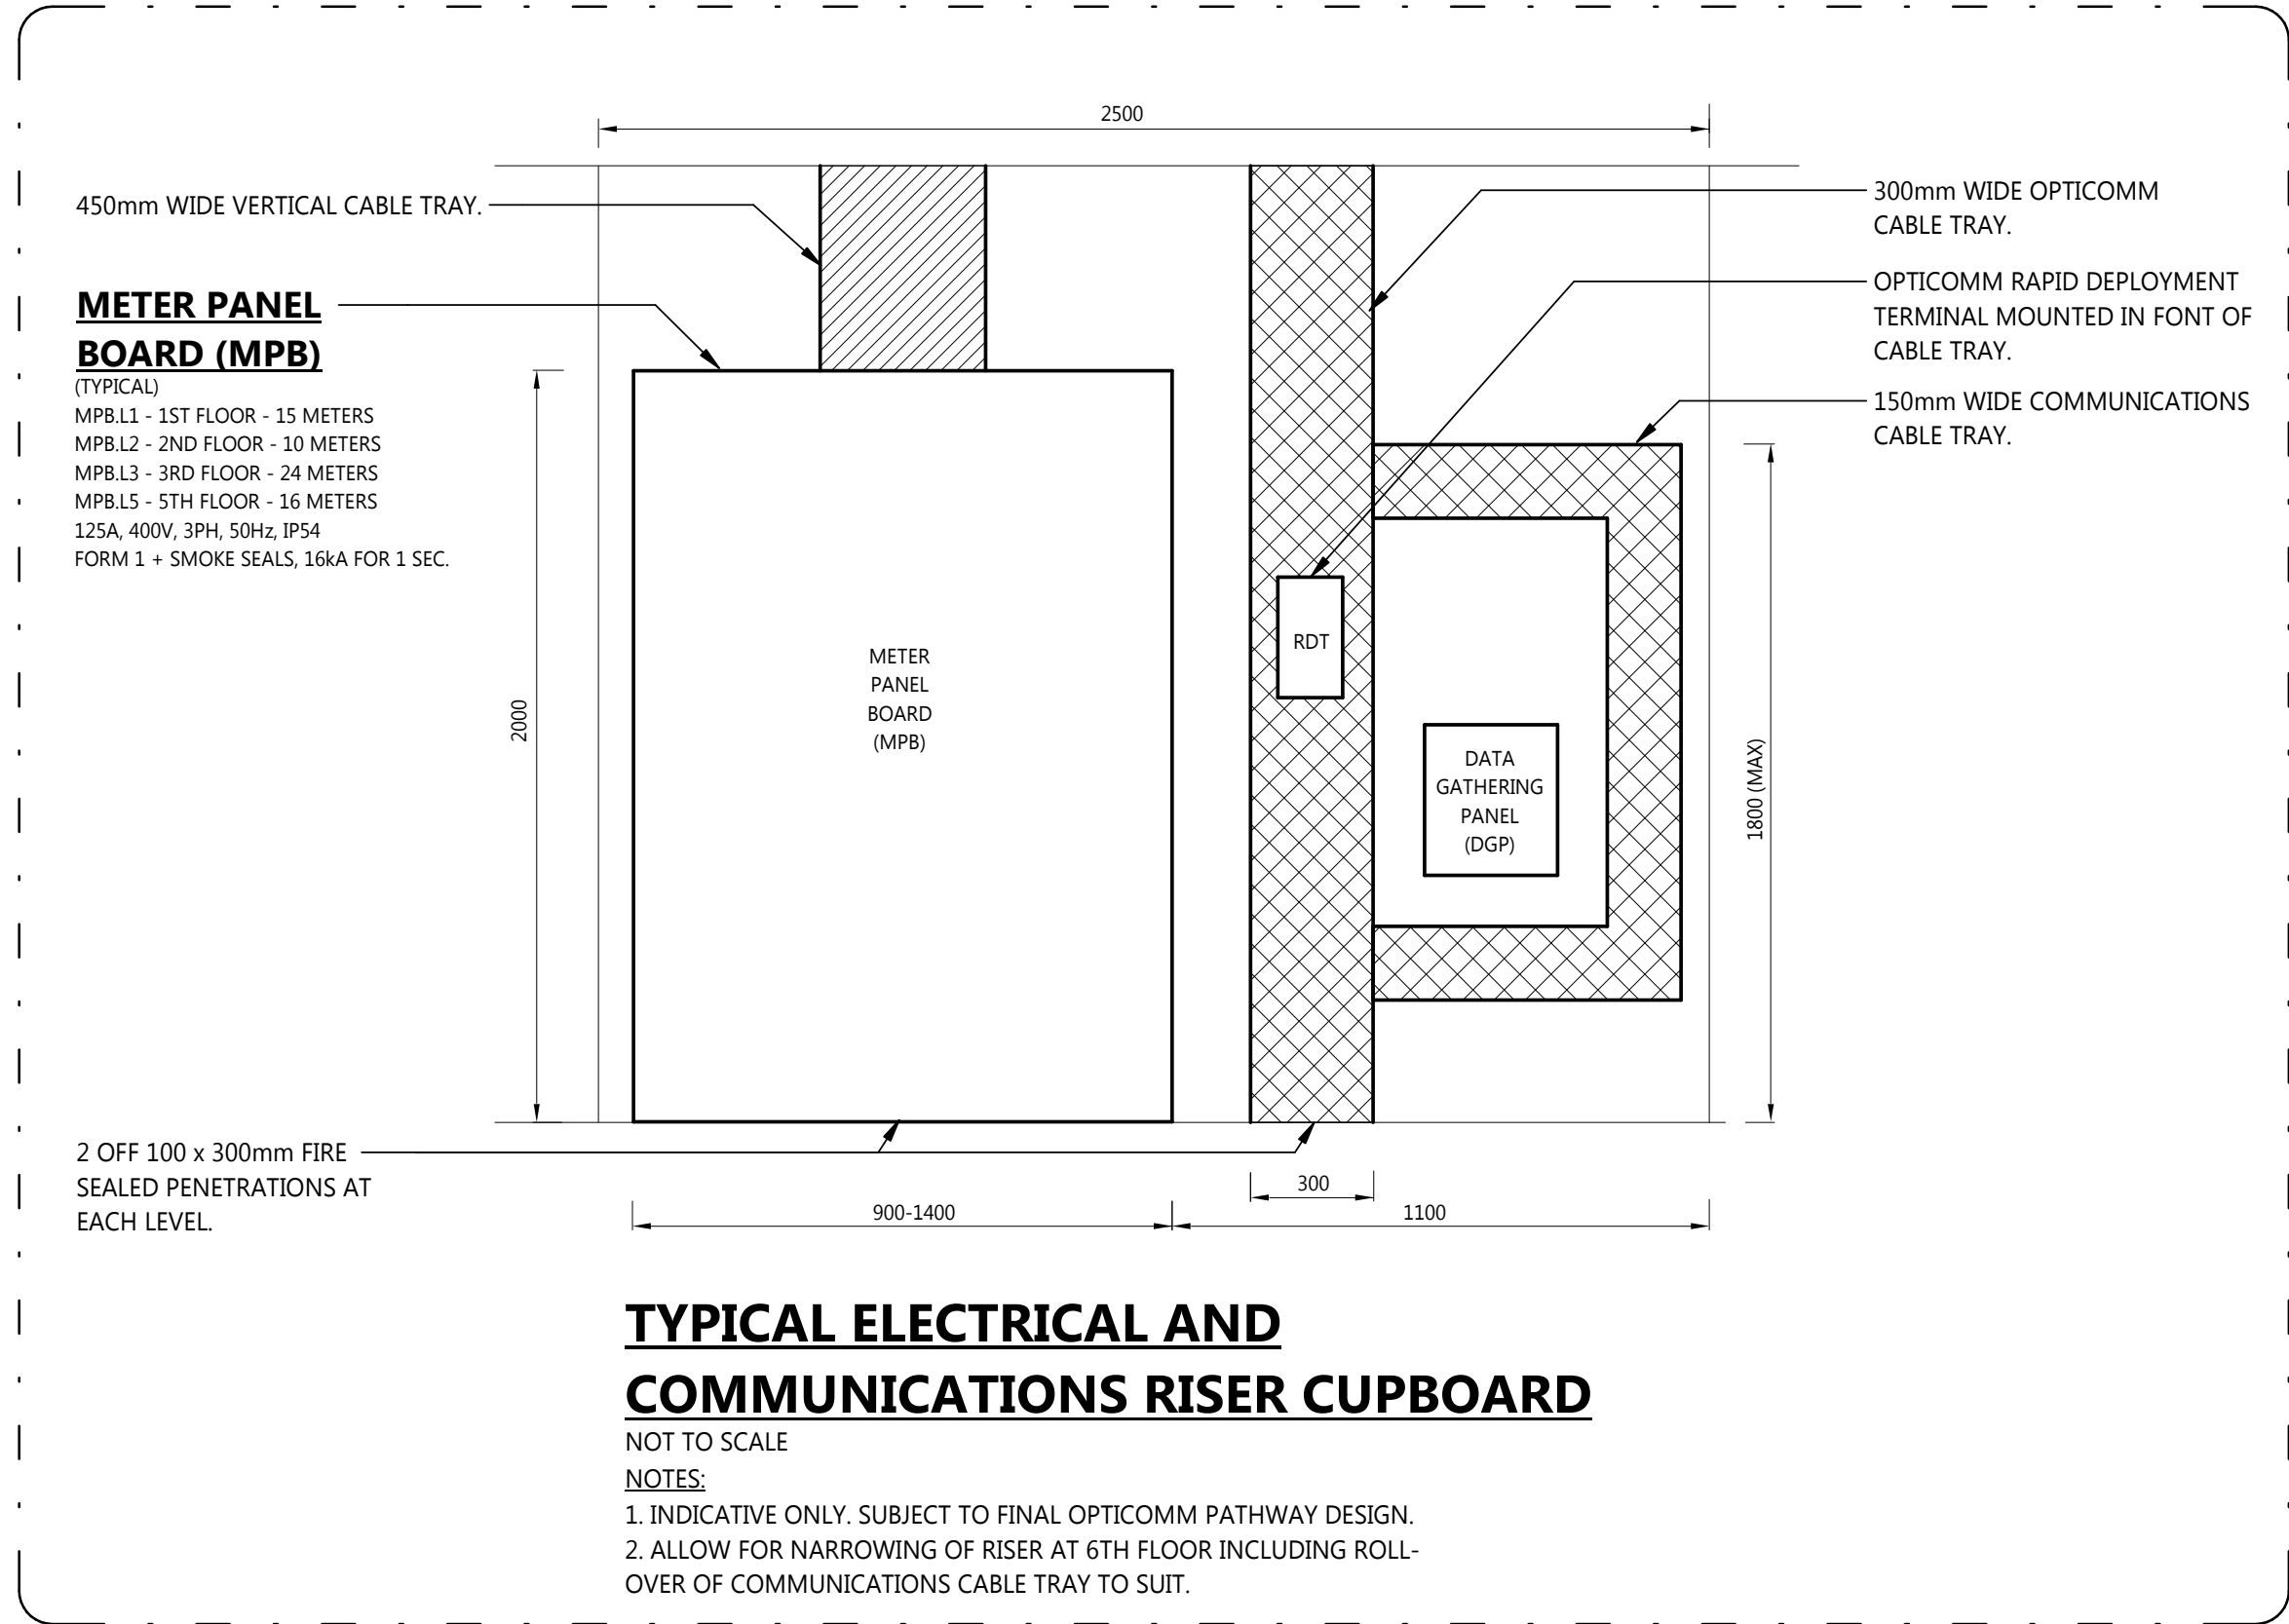 2500
450mm WIDE VERTICAL CABLE TRAY.
METER PANEL
BOARD (MPB)
(TYPICAL)
MPB.L1 - 1ST FLOOR - 15 METERS
MPB.L2 - 2ND FLOOR - 10 METERS
MPB.L3 - 3RD FLOOR - 24 METERS
MPB.L5 - 5TH FLOOR - 16 METERS
125A, 400V, 3PH, 50Hz, IP54
FORM 1 + SMOKE SEALS, 16kA FOR 1 SEC.
300mm WIDE OPTICOMM
CABLE TRAY.
OPTICOMM RAPID DEPLOYMENT
TERMINAL MOUNTED IN FONT OF
CABLE TRAY.
150mm WIDE COMMUNICATIONS
CABLE TRAY.
2000
METER
PANEL
BOARD
(MPB)
RDT
DATA
GATHERING
PANEL
(DGP)
1800 (MAX)
2 OFF 100 x 300mm FIRE
SEALED PENETRATIONS AT
EACH LEVEL.
300
900-1400
1100
TYPICAL ELECTRICAL AND
COMMUNICATIONS RISER CUPBOARD
NOT TO SCALE
NOTES:
1. INDICATIVE ONLY. SUBJECT TO FINAL OPTICOMM PATHWAY DESIGN.
2. ALLOW FOR NARROWING OF RISER AT 6TH FLOOR INCLUDING ROLL-
OVER OF COMMUNICATIONS CABLE TRAY TO SUIT.